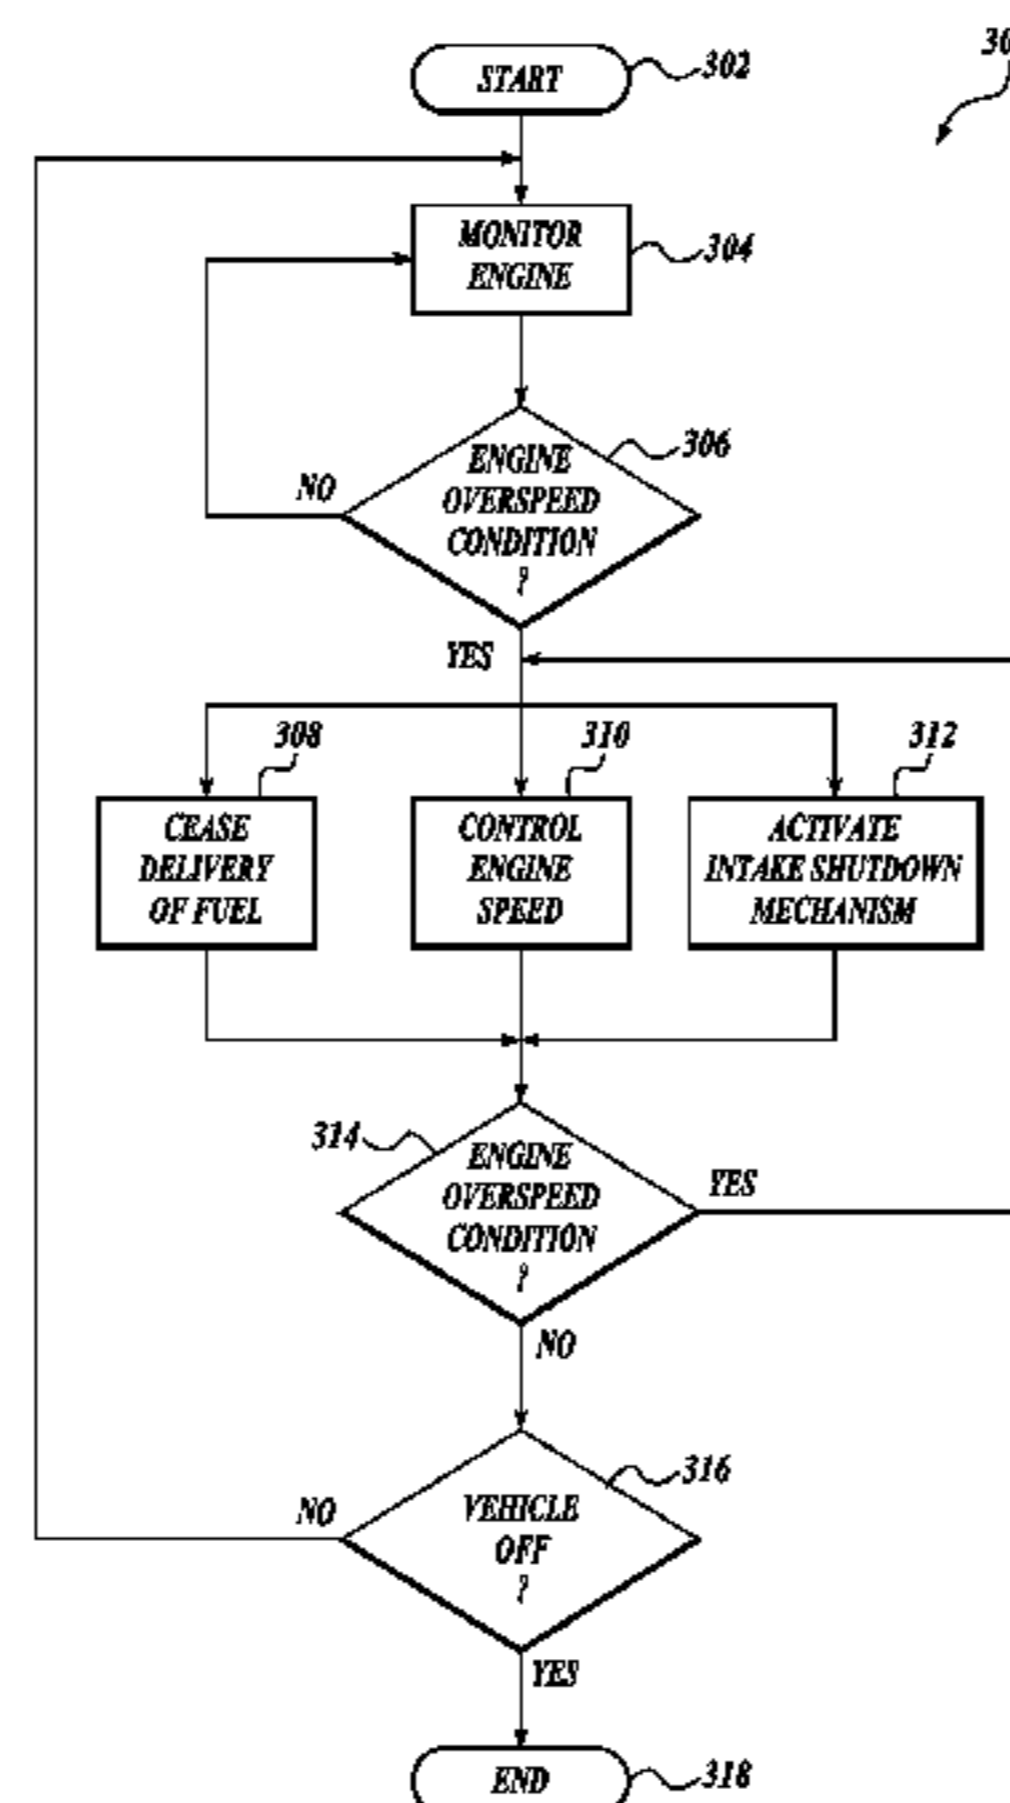 START
302
30
MONITOR
ENGINE
304
ENGINE
OVERSPEED
CONDITION
?
306
NO
YES
308
310
312
CEASE
DELIVERY
OF FUEL
CONTROL
ENGINE
SPEED
ACTIVATE
INTAKE SHUTDOWN
MECHANISM
314
ENGINE
OVERSPEED
CONDITION
?
YES
NO
316
VEHICLE
OFF
?
NO
YES
END
318